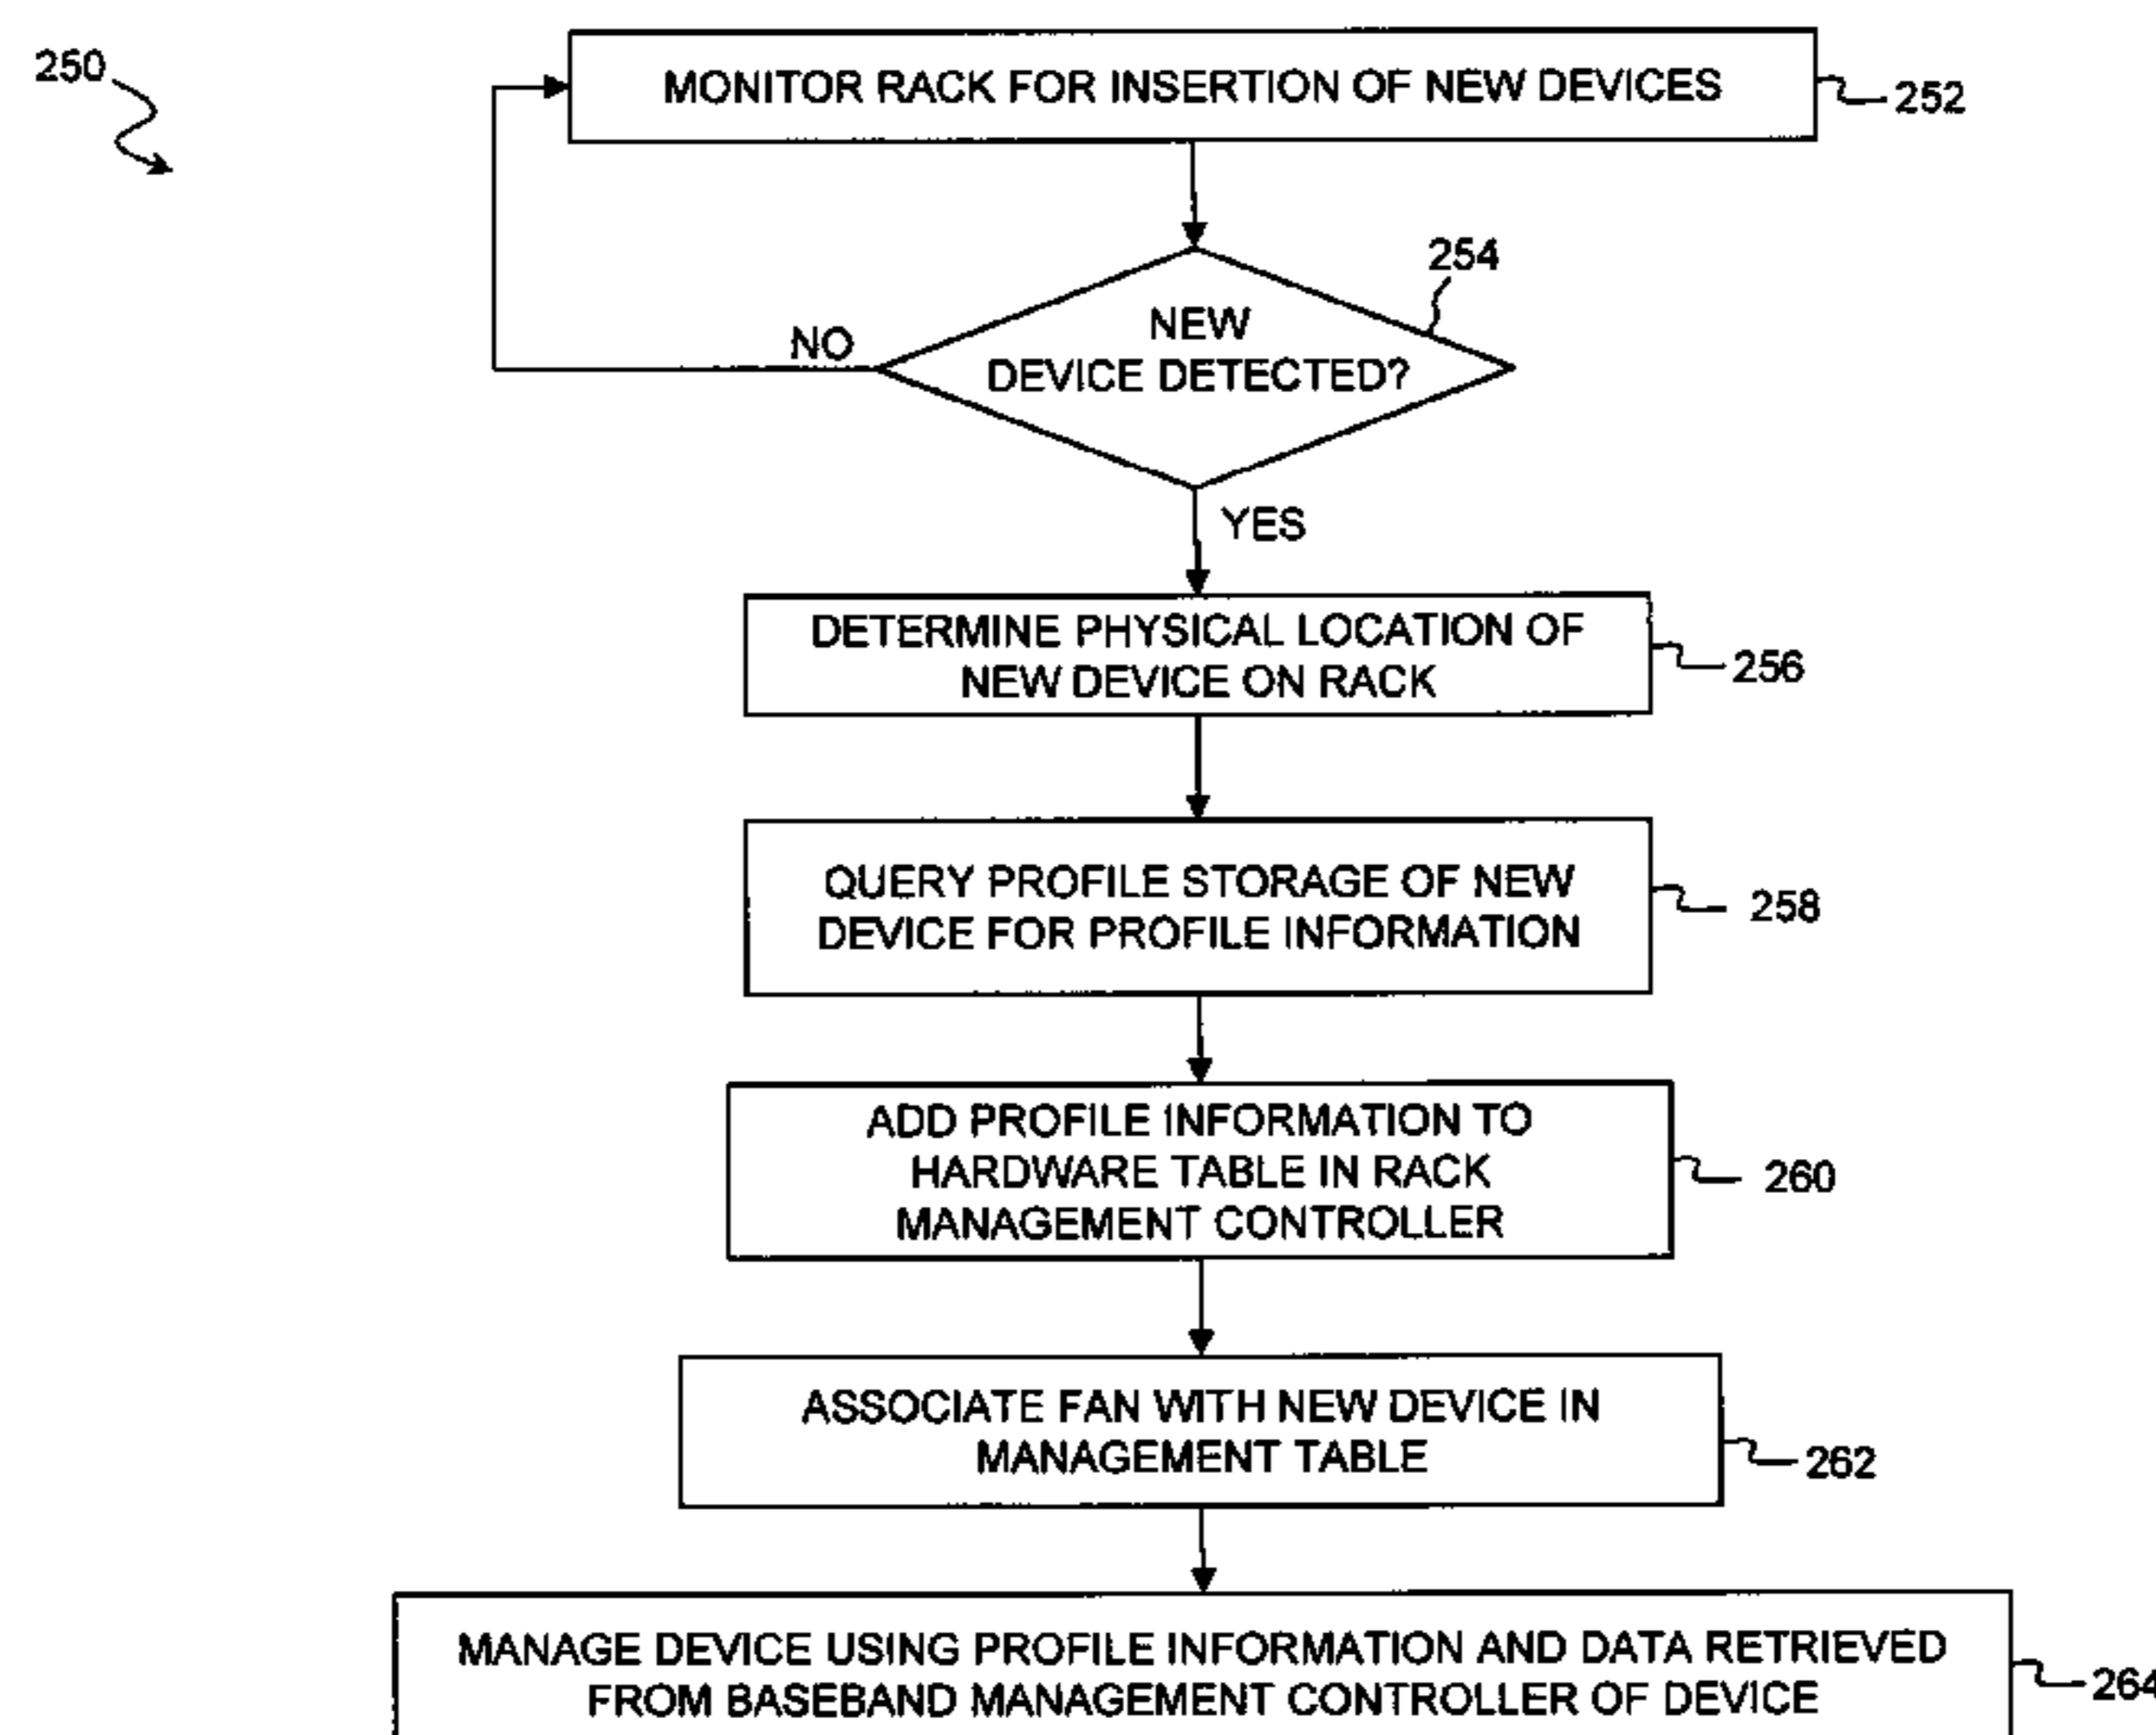 250
MONITOR RACK FOR INSERTION OF NEW DEVICES
252
254
NEW
DEVICE DETECTED?
NO
YES
DETERMINE PHYSICAL LOCATION OF
NEW DEVICE ON RACK
256
QUERY PROFILE STORAGE OF NEW
DEVICE FOR PROFILE INFORMATION
258
ADD PROFILE INFORMATION TO
HARDWARE TABLE IN RACK
MANAGEMENT CONTROLLER
260
ASSOCIATE FAN WITH NEW DEVICE IN
MANAGEMENT TABLE
262
MANAGE DEVICE USING PROFILE INFORMATION AND DATA RETRIEVED
FROM BASEBAND MANAGEMENT CONTROLLER OF DEVICE
264